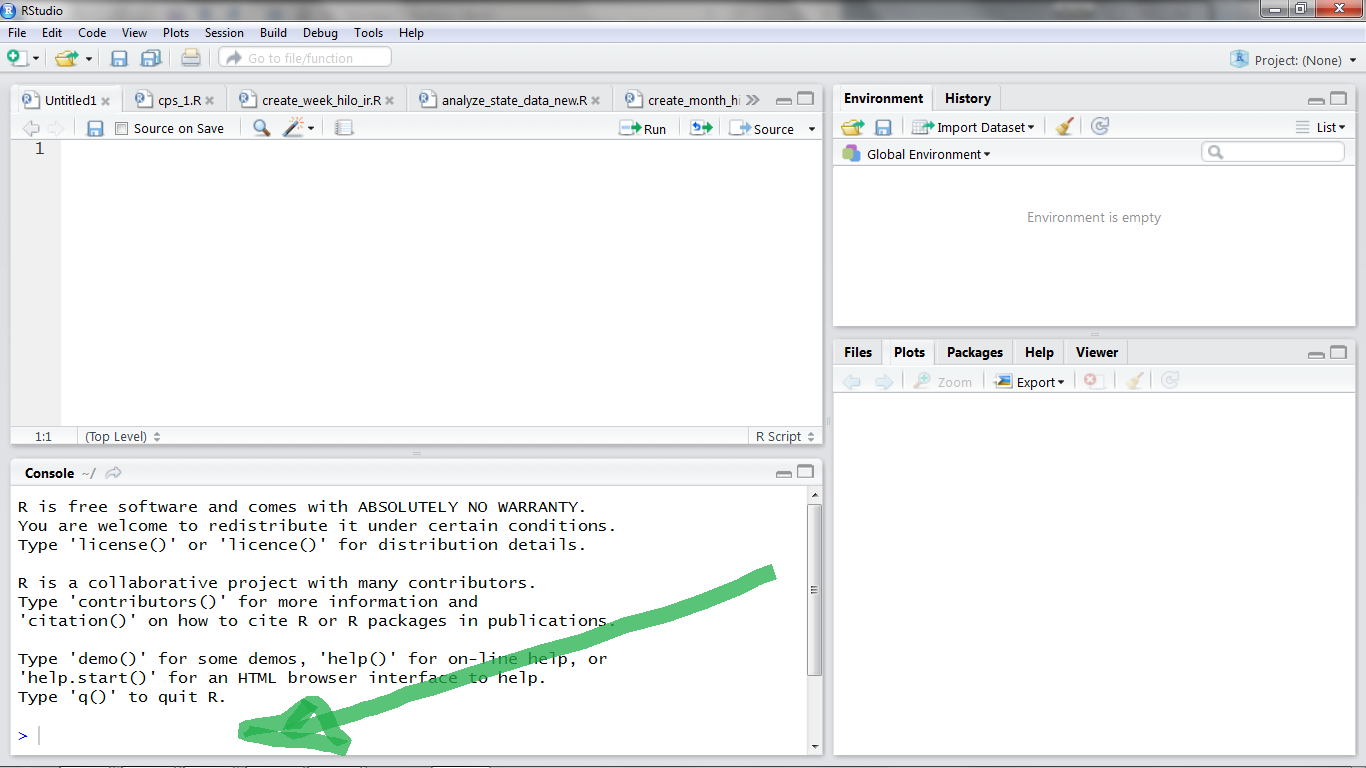 RStudio
File Edit Code View Plots Session Build Debug Tools Help
Go to file/function
Project: (None)
Untitled1 cps_1.R create_week_hilo_ir.R analyze_state_data_new.R create_month_hi
Source on Save Run Source
1
1:1 (Top Level) R Script
Console ~/
R is free software and comes with ABSOLUTELY NO WARRANTY.
You are welcome to redistribute it under certain conditions.
Type 'license()' or 'licence()' for distribution details.
R is a collaborative project with many contributors.
Type 'contributors()' for more information and
'citation()' on how to cite R or R packages in publications.
Type 'demo()' for some demos, 'help()' for on-line help, or
'help.start()' for an HTML browser interface to help.
Type 'q()' to quit R.
>
Environment History
Import Dataset List
Global Environment
Environment is empty
Files Plots Packages Help Viewer
Zoom Export